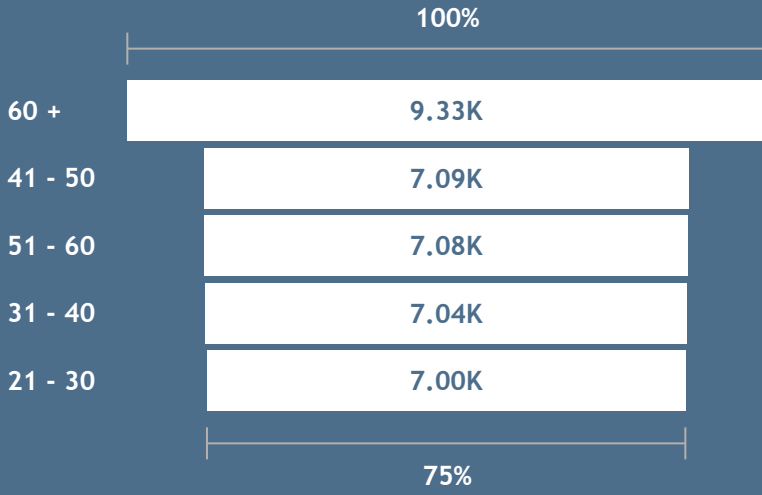 100%
60 + 9.33K
41 - 50 7.09K
51 - 60 7.08K
31 - 40 7.04K
21 - 30 7.00K
75%